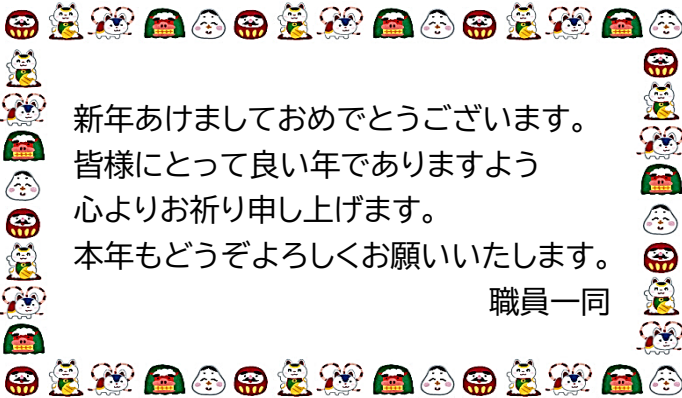 新年あけましておめでとうございます。
皆様にとって良い年でありますよう
心よりお祈り申し上げます。
本年もどうぞよろしくお願いいたします。
職員一同